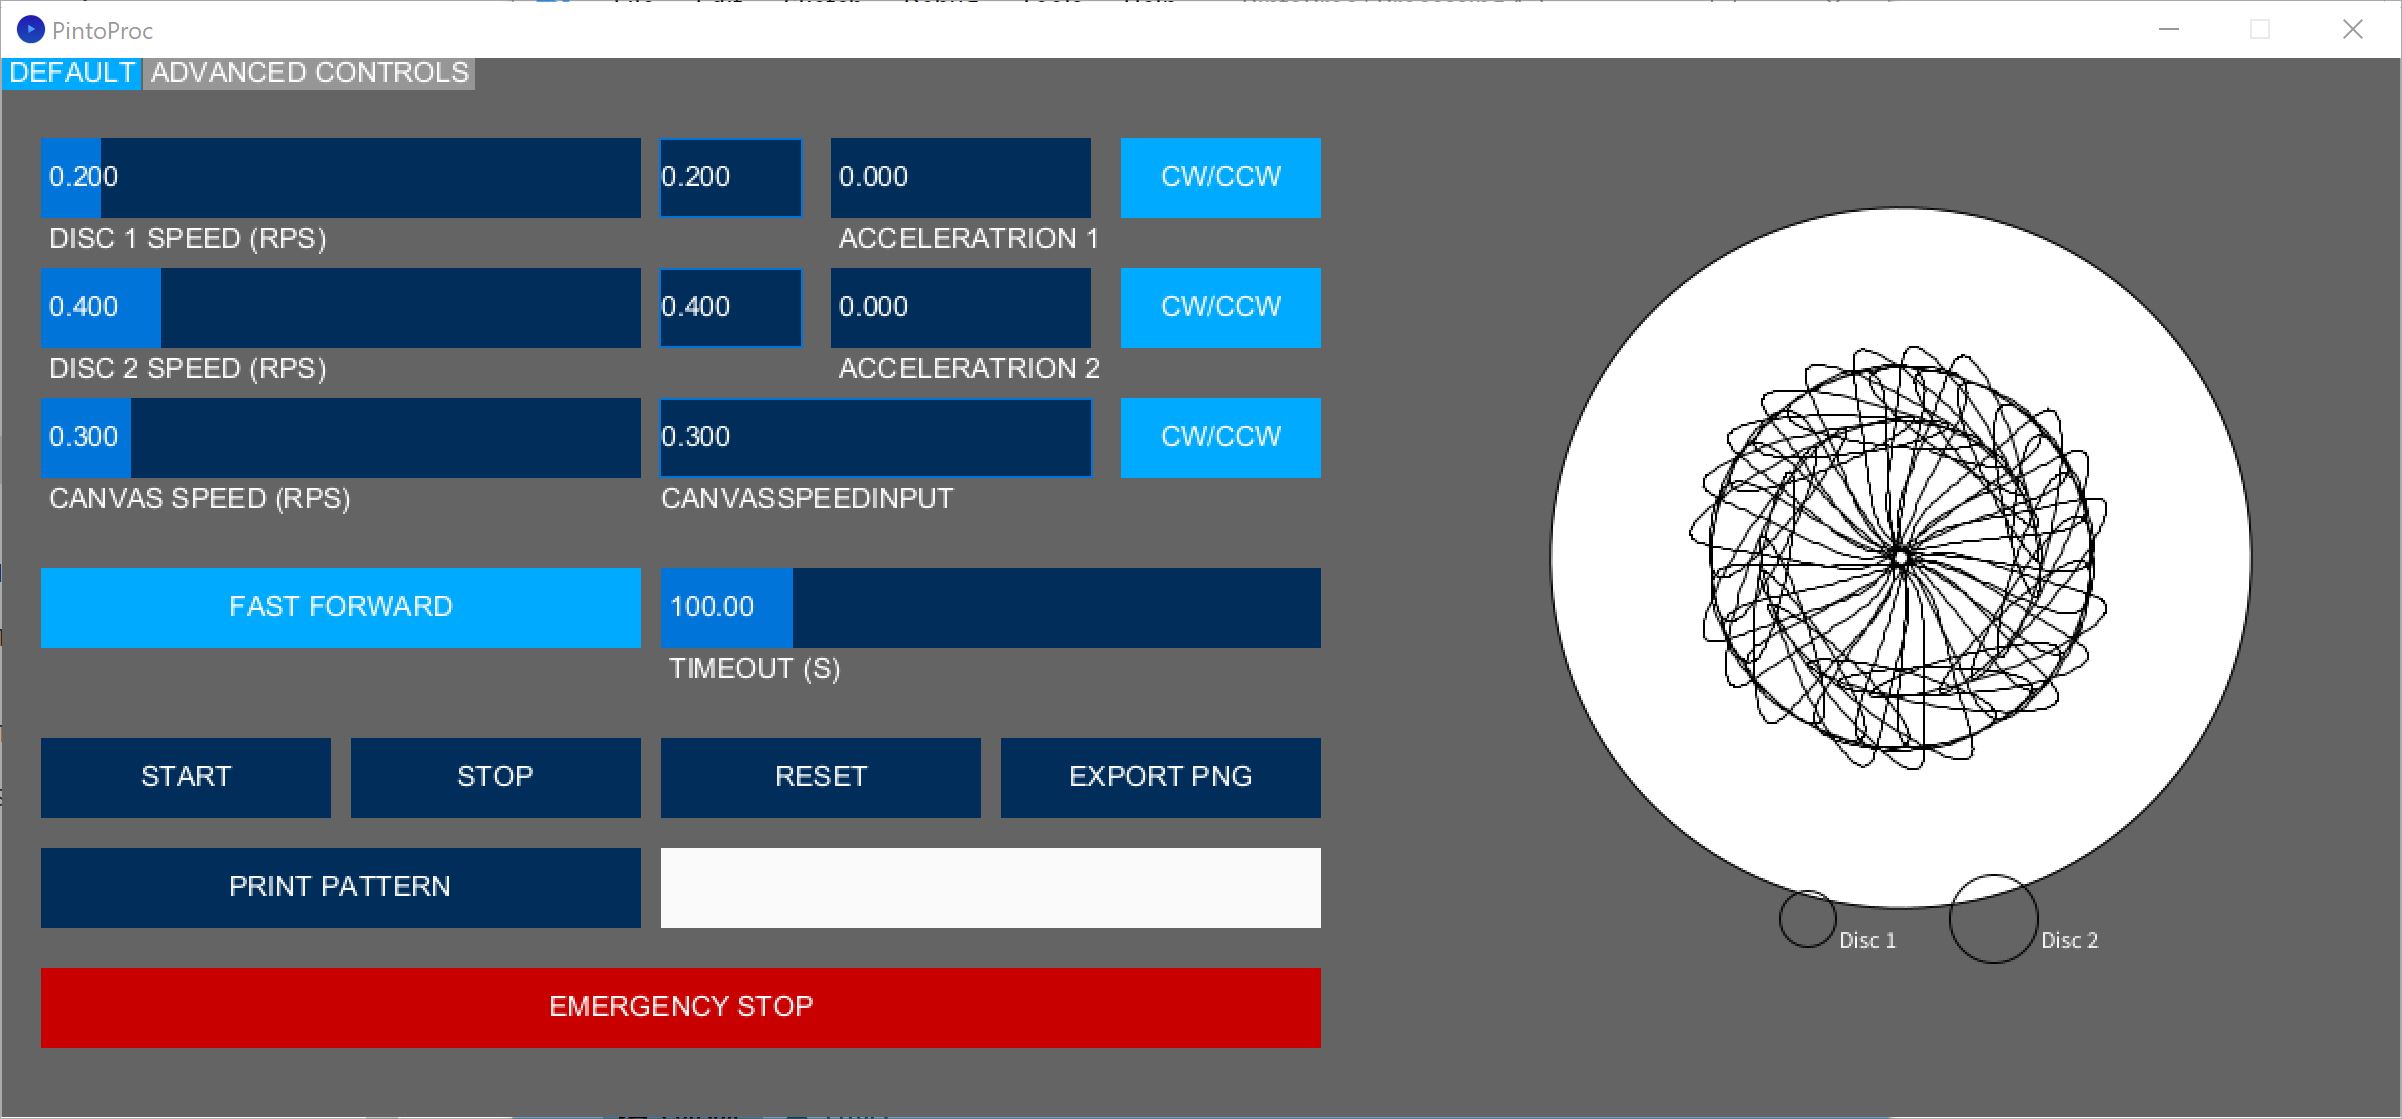 PintoProc
DEFAULT ADVANCED CONTROLS
0.200 0.200 0.000 CW/CCW
DISC 1 SPEED (RPS) ACCELERATRION 1
0.400 0.400 0.000 CW/CCW
DISC 2 SPEED (RPS) ACCELERATRION 2
0.300 0.300 CW/CCW
CANVAS SPEED (RPS) CANVASSPEEDINPUT
FAST FORWARD 100.00
TIMEOUT (S)
START STOP RESET EXPORT PNG
PRINT PATTERN
EMERGENCY STOP
Disc 1 Disc 2